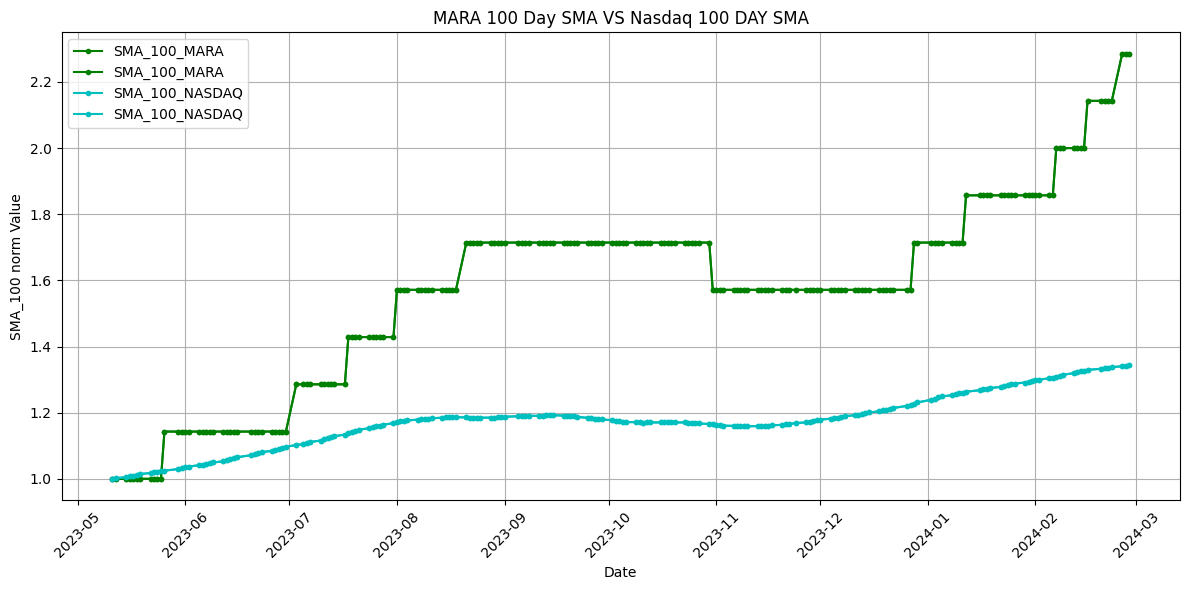 MARA 100 Day SMA VS Nasdaq 100 DAY SMA
SMA_100_MARA
SMA_100_MARA
SMA_100_NASDAQ
SMA_100_NASDAQ
SMA_100 norm Value
2.2
2.0
1.8
1.6
1.4
1.2
1.0
2023-05
2023-06
2023-07
2023-08
2023-09
2023-10
2023-11
2023-12
2024-01
2024-02
2024-03
Date